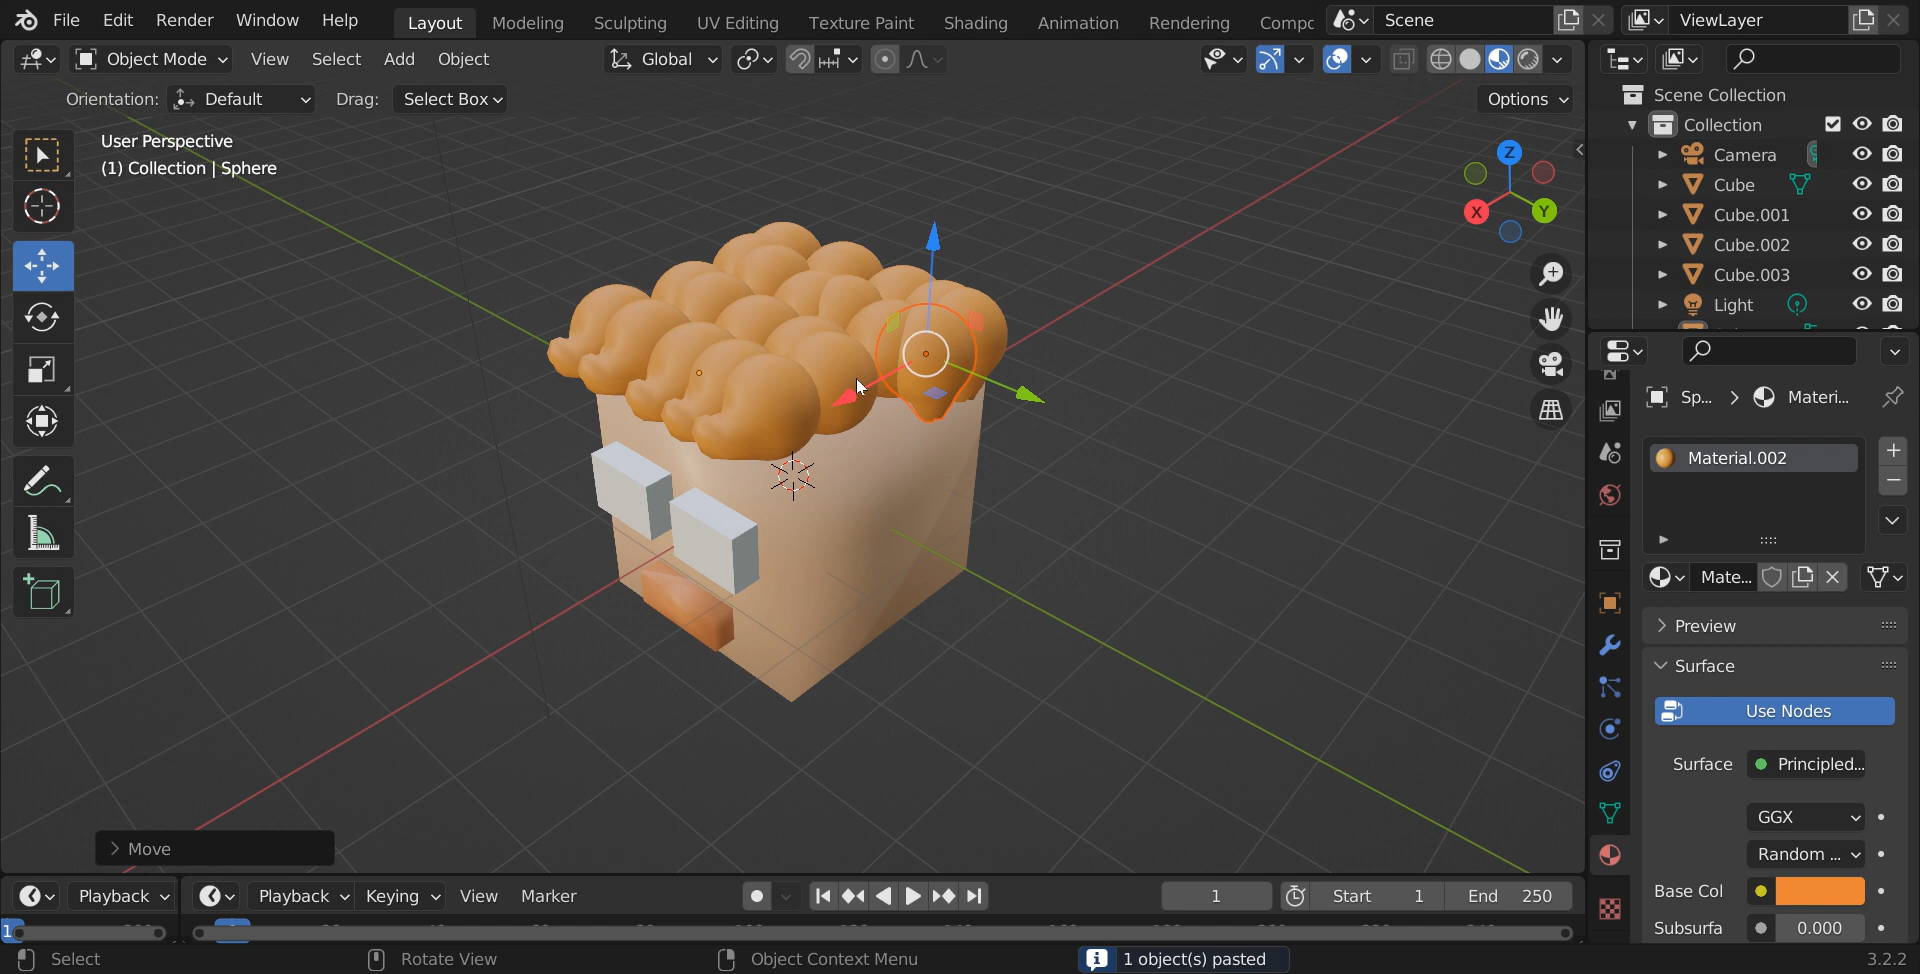 File Edit Render Window Help Layout Modeling Sculpting UV Editing Texture Paint Shading Animation Rendering Compc Scene ViewLayer
Object Mode View Select Add Object Global
Orientation: Default Drag: Select Box Options
User Perspective
(1) Collection | Sphere
Z
X
Y
Scene Collection
Collection
Camera
Cube
Cube.001
Cube.002
Cube.003
Light
Sp... Materi...
Material.002
Mate...
Preview
Surface
Use Nodes
Surface Principled...
GGX
Random ...
Base Col
Subsurfa 0.000
Move
Playback Playback Keying View Marker 1 Start 1 End 250
1
Select Rotate View Object Context Menu 1 object(s) pasted 3.2.2